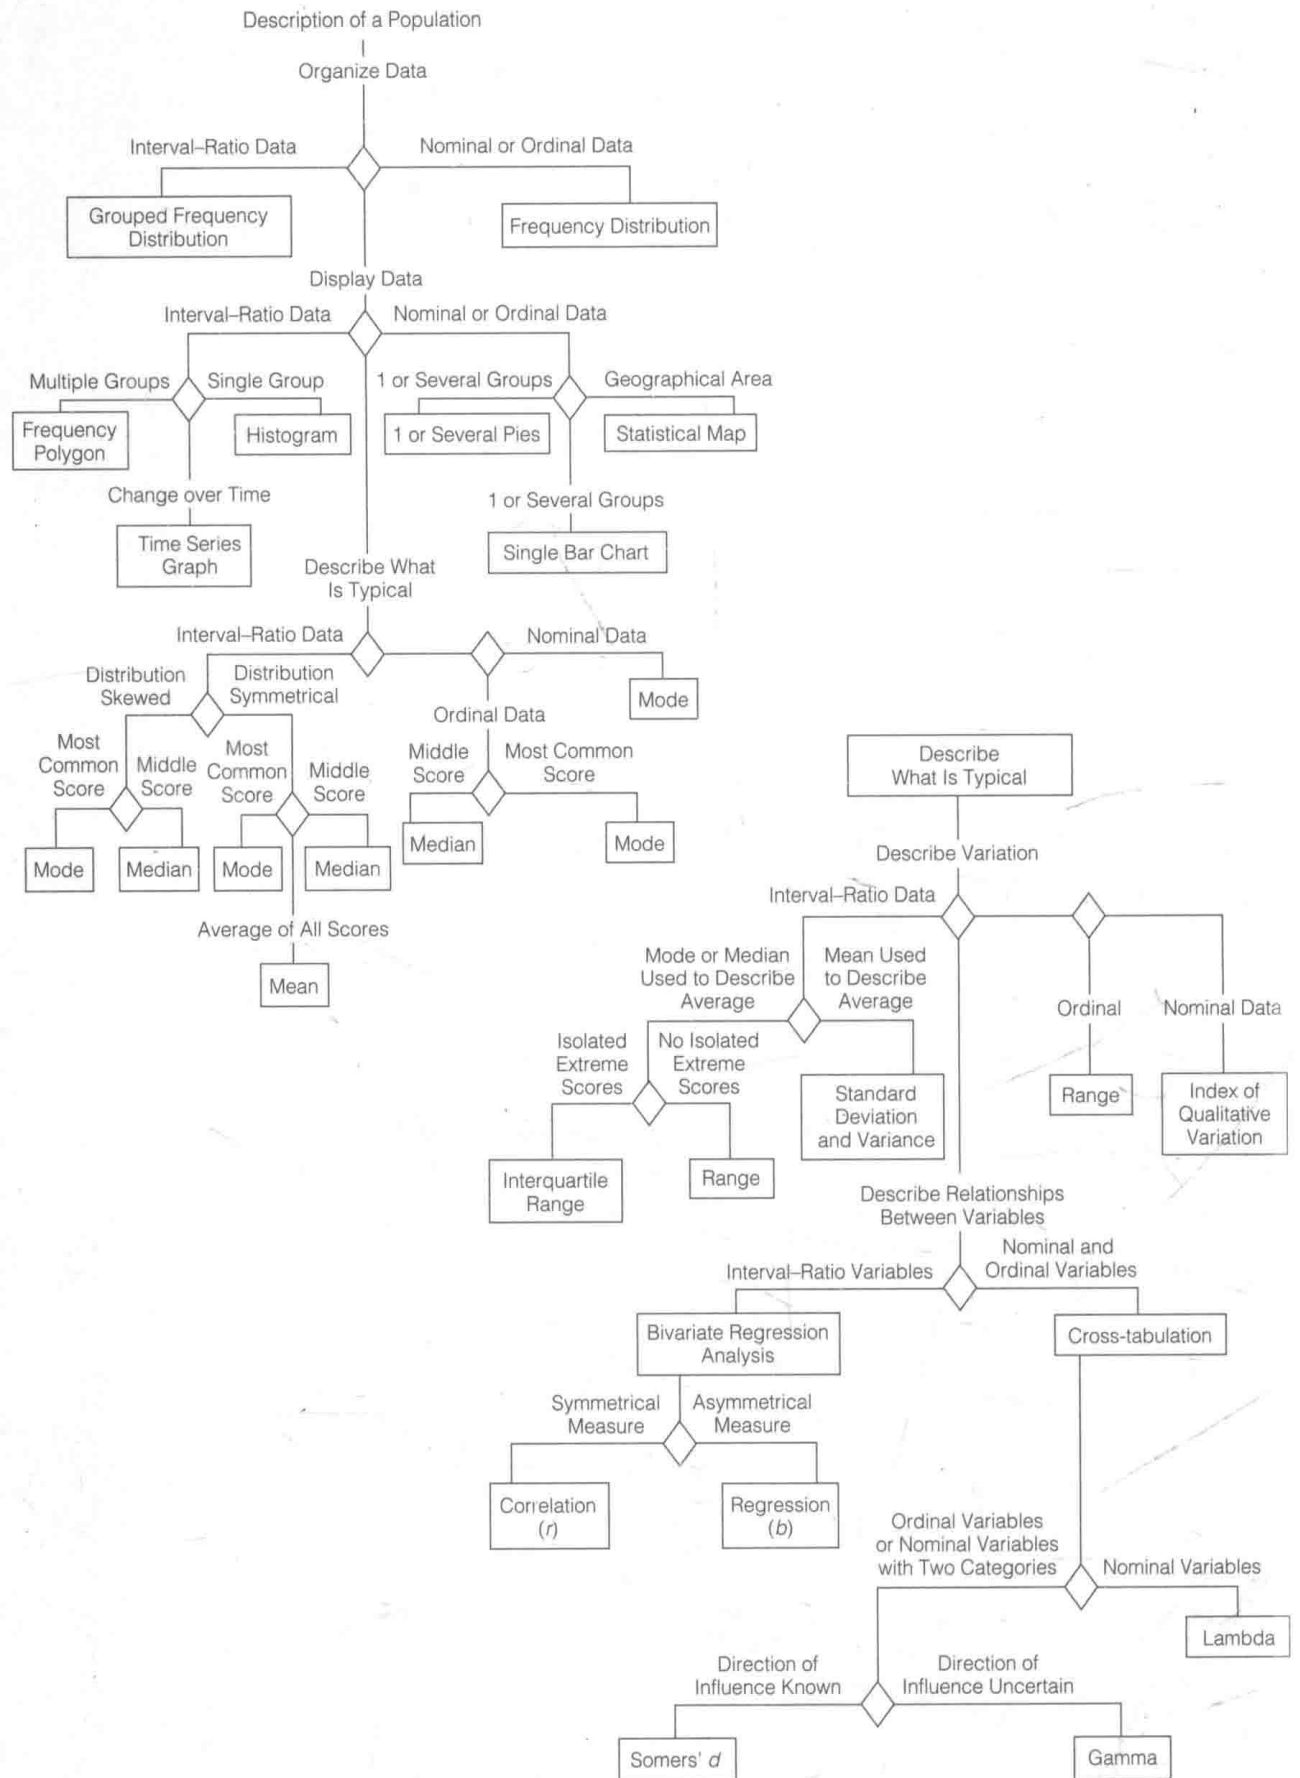 Description of a Population
Organize Data
Interval–Ratio Data
Nominal or Ordinal Data
Grouped Frequency
Distribution
Frequency Distribution
Display Data
Interval–Ratio Data
Nominal or Ordinal Data
Multiple Groups
Single Group
1 or Several Groups
Geographical Area
Frequency
Polygon
Histogram
1 or Several Pies
Statistical Map
Change over Time
1 or Several Groups
Time Series
Graph
Single Bar Chart
Describe What
Is Typical
Interval–Ratio Data
Nominal Data
Distribution
Skewed
Distribution
Symmetrical
Mode
Ordinal Data
Most
Common
Score
Middle
Score
Most
Common
Score
Middle
Score
Middle
Score
Most Common
Score
Mode
Median
Mode
Median
Median
Mode
Average of All Scores
Mean
Describe
What Is Typical
Describe Variation
Interval–Ratio Data
Mode or Median
Used to Describe
Average
Mean Used
to Describe
Average
Ordinal
Nominal Data
Isolated
Extreme
Scores
No Isolated
Extreme
Scores
Standard
Deviation
and Variance
Range
Index of
Qualitative
Variation
Interquartile
Range
Range
Describe Relationships
Between Variables
Interval–Ratio Variables
Nominal and
Ordinal Variables
Bivariate Regression
Analysis
Cross-tabulation
Symmetrical
Measure
Asymmetrical
Measure
Correlation
(r)
Regression
(b)
Ordinal Variables
or Nominal Variables
with Two Categories
Nominal Variables
Lambda
Direction of
Influence Known
Direction of
Influence Uncertain
Somers' d
Gamma